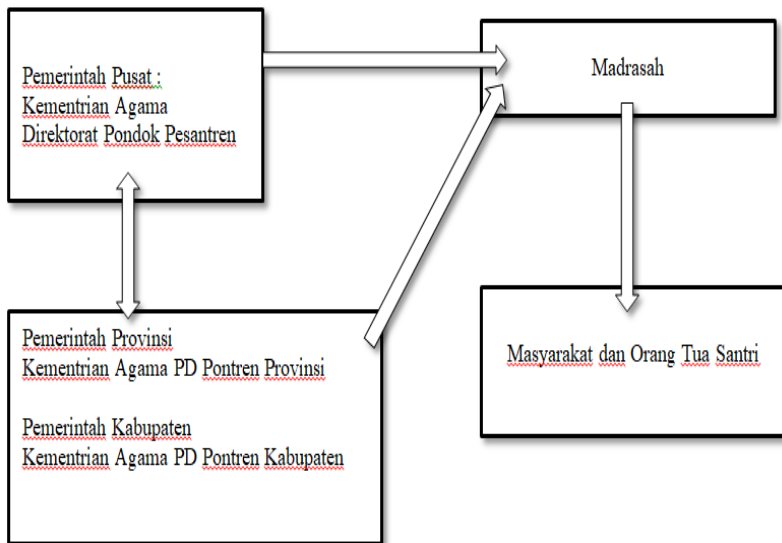 Pemerintah Pusat :
Kementrian Agama
Direktorat Pondok Pesantren
Madrasah
Pemerintah Provinsi
Kementrian Agama PD Pontren Provinsi
Pemerintah Kabupaten
Kementrian Agama PD Pontren Kabupaten
Masyarakat dan Orang Tua Santri